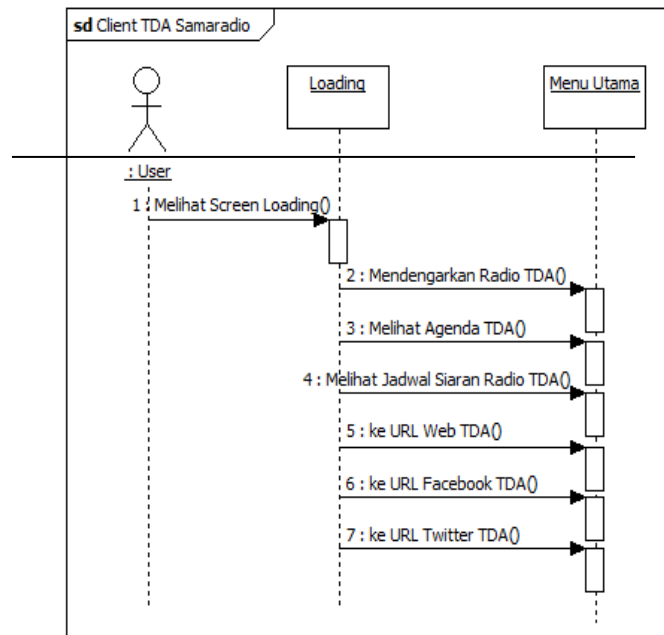 sd Client TDA Samaradio
Loading
Menu Utama
: User
1 : Melihat Screen Loading()
2 : Mendengarkan Radio TDA()
3 : Melihat Agenda TDA()
4 : Melihat Jadwal Siaran Radio TDA()
5 : ke URL Web TDA()
6 : ke URL Facebook TDA()
7 : ke URL Twitter TDA()